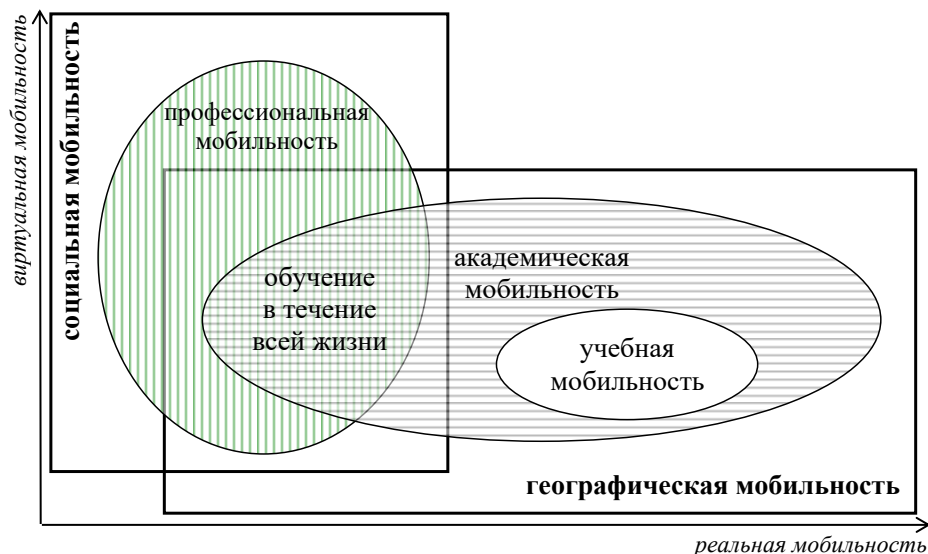 виртуальная мобильность
социальная мобильность
профессиональная
мобильность
обучение
в течение
всей жизни
академическая
мобильность
учебная
мобильность
географическая мобильность
реальная мобильность